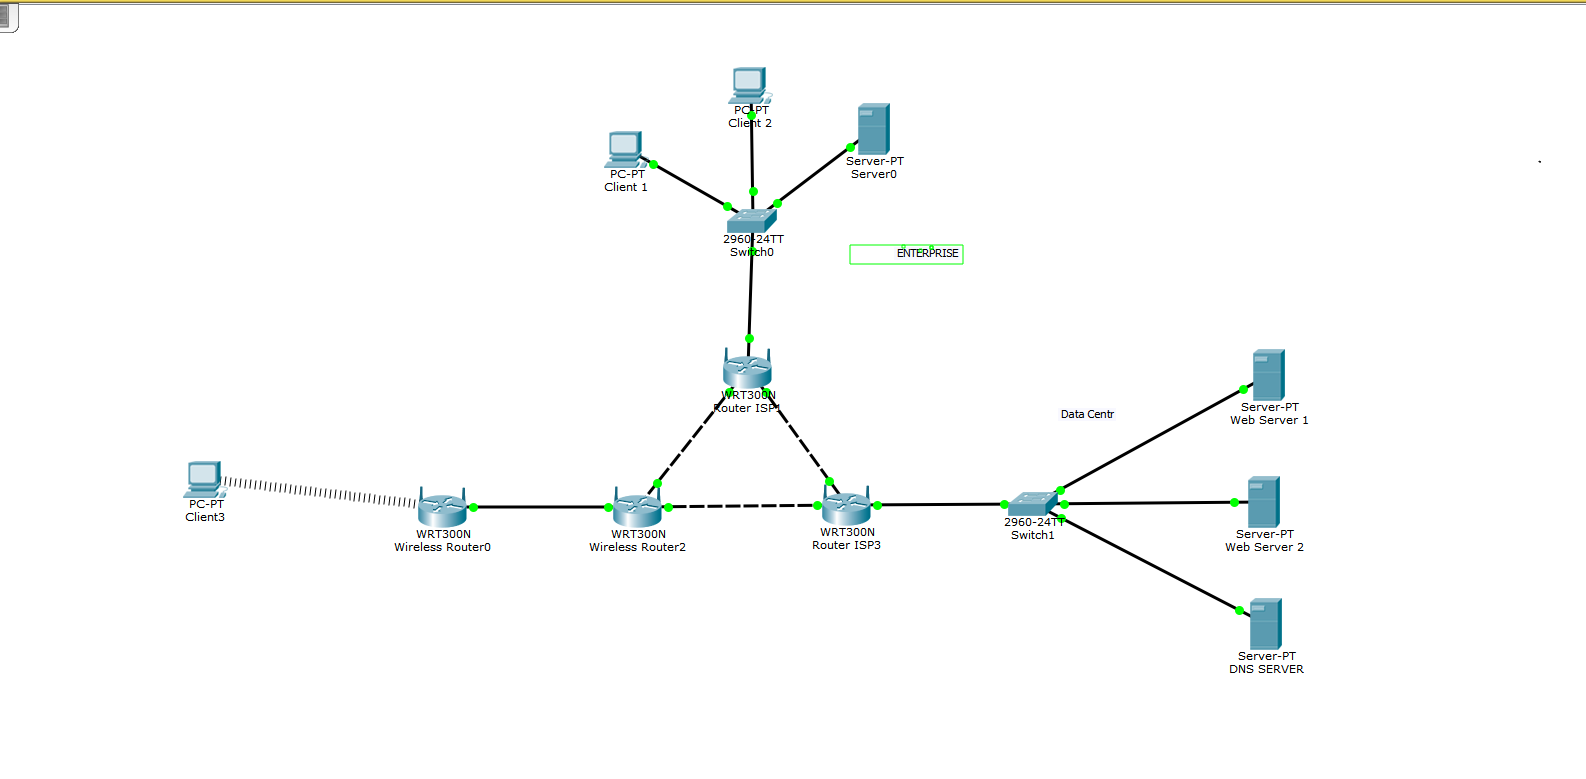 PC-PT
Client 2
PC-PT
Client 1
Server-PT
Server0
2960-24TT
Switch0
ENTERPRISE
WRT300N
Router ISP1
Data Centr
Server-PT
Web Server 1
PC-PT
Client3
WRT300N
Wireless Router0
WRT300N
Wireless Router2
WRT300N
Router ISP3
2960-24TT
Switch1
Server-PT
Web Server 2
Server-PT
DNS SERVER